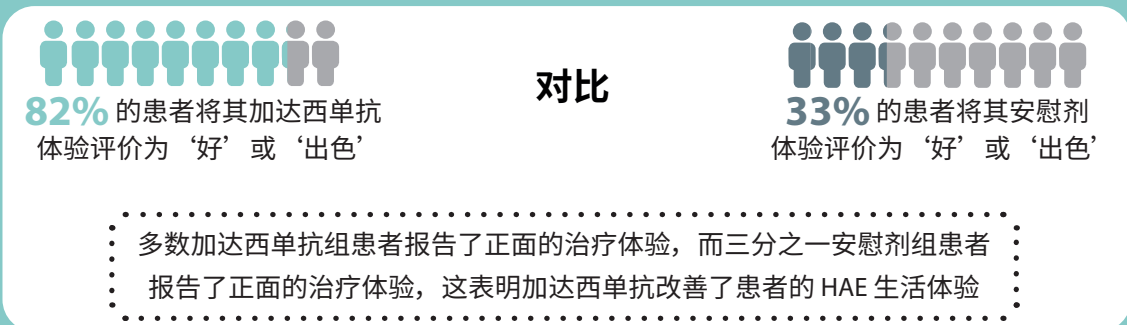 82% 的患者将其加达西单抗
体验评价为‘好’或‘出色’
对比
33% 的患者将其安慰剂
体验评价为‘好’或‘出色’
多数加达西单抗组患者报告了正面的治疗体验，而三分之一安慰剂组患者
报告了正面的治疗体验，这表明加达西单抗改善了患者的 HAE 生活体验